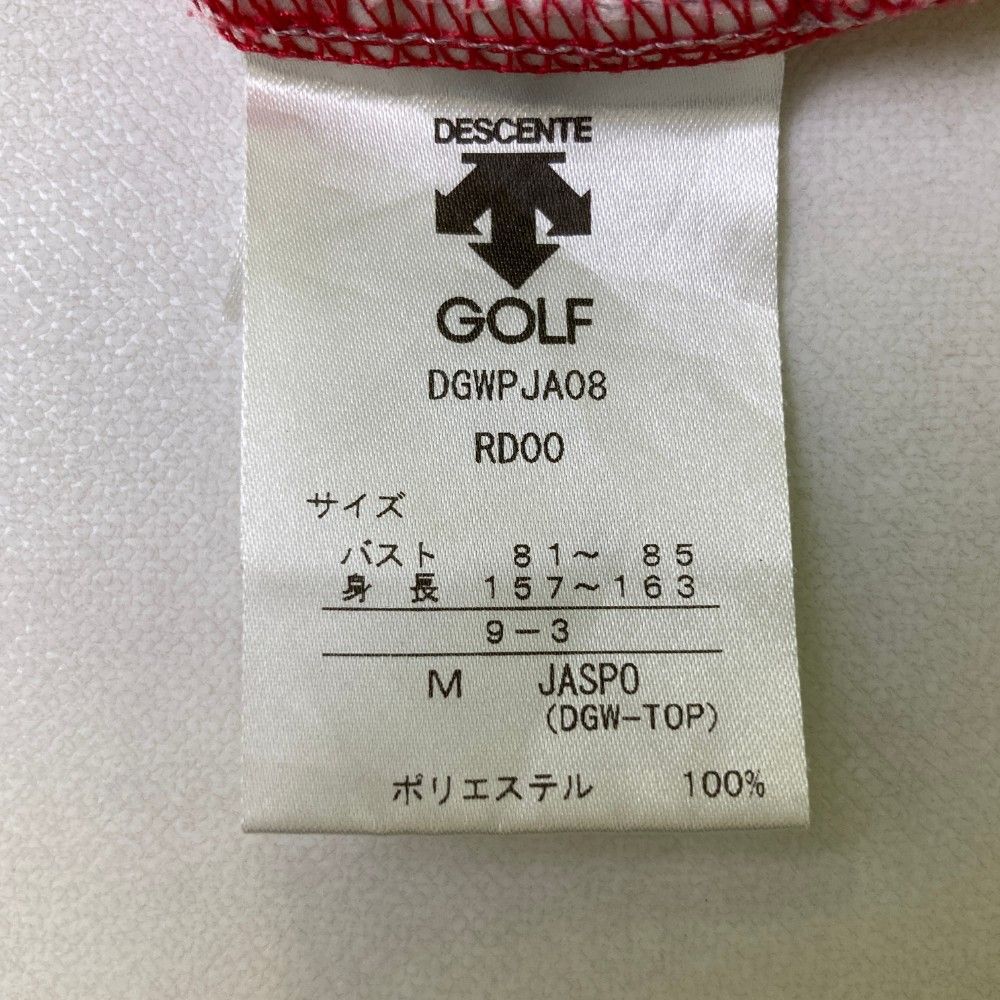 DESCENTE
GOLF
DGWPJA08
RD00
サイズ
バスト 81~ 85
身 長 157~163
9-3
M JASPO
(DGW-TOP)
ポリエステル 100%